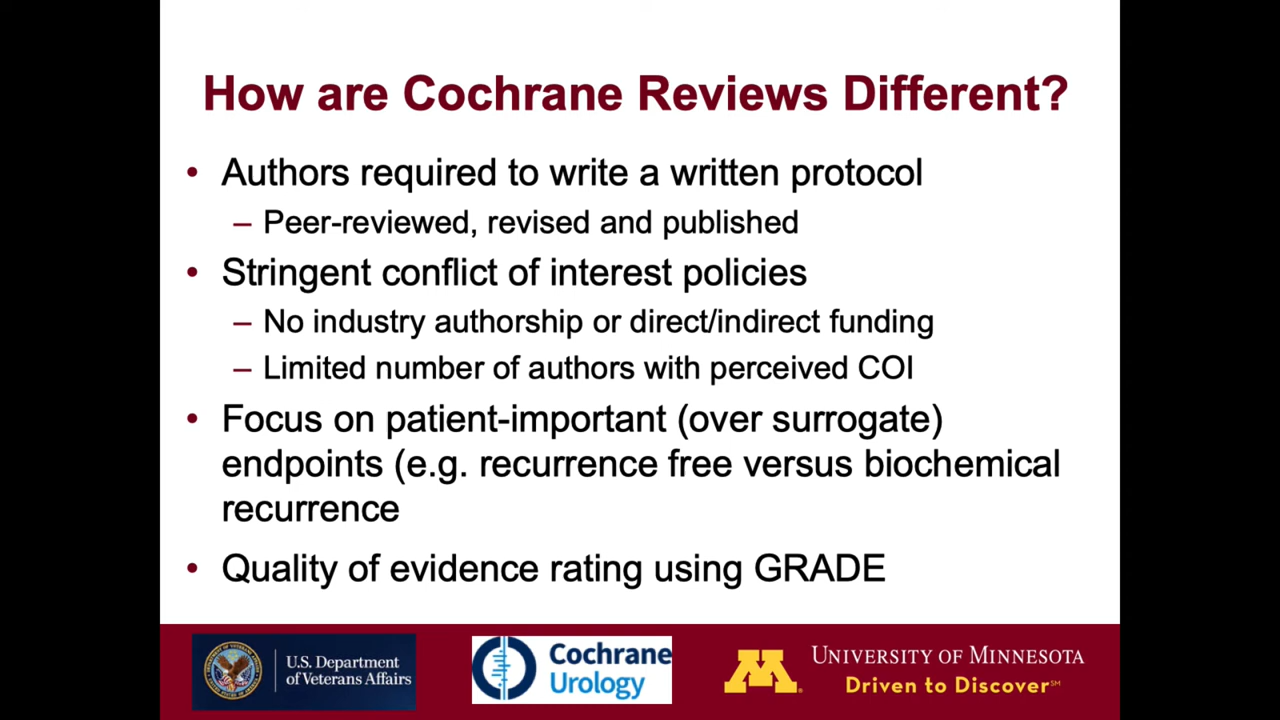 How are Cochrane Reviews Different?
• Authors required to write a written protocol
– Peer-reviewed, revised and published
• Stringent conflict of interest policies
– No industry authorship or direct/indirect funding
– Limited number of authors with perceived COI
• Focus on patient-important (over surrogate)
endpoints (e.g. recurrence free versus biochemical
recurrence
• Quality of evidence rating using GRADE
U.S. Department
of Veterans Affairs
Cochrane
Urology
M
UNIVERSITY OF MINNESOTA
Driven to Discover℠